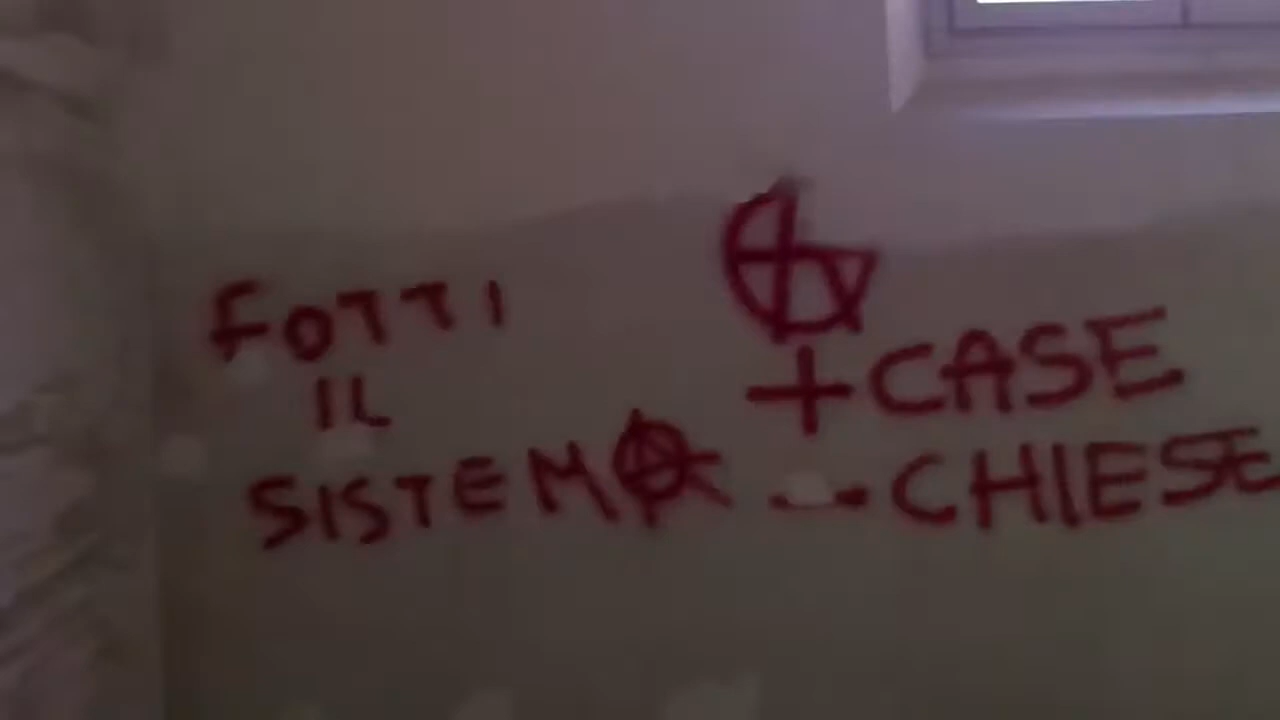 FOTTI
IL
SISTEMA
+ CASE
- CHIESE